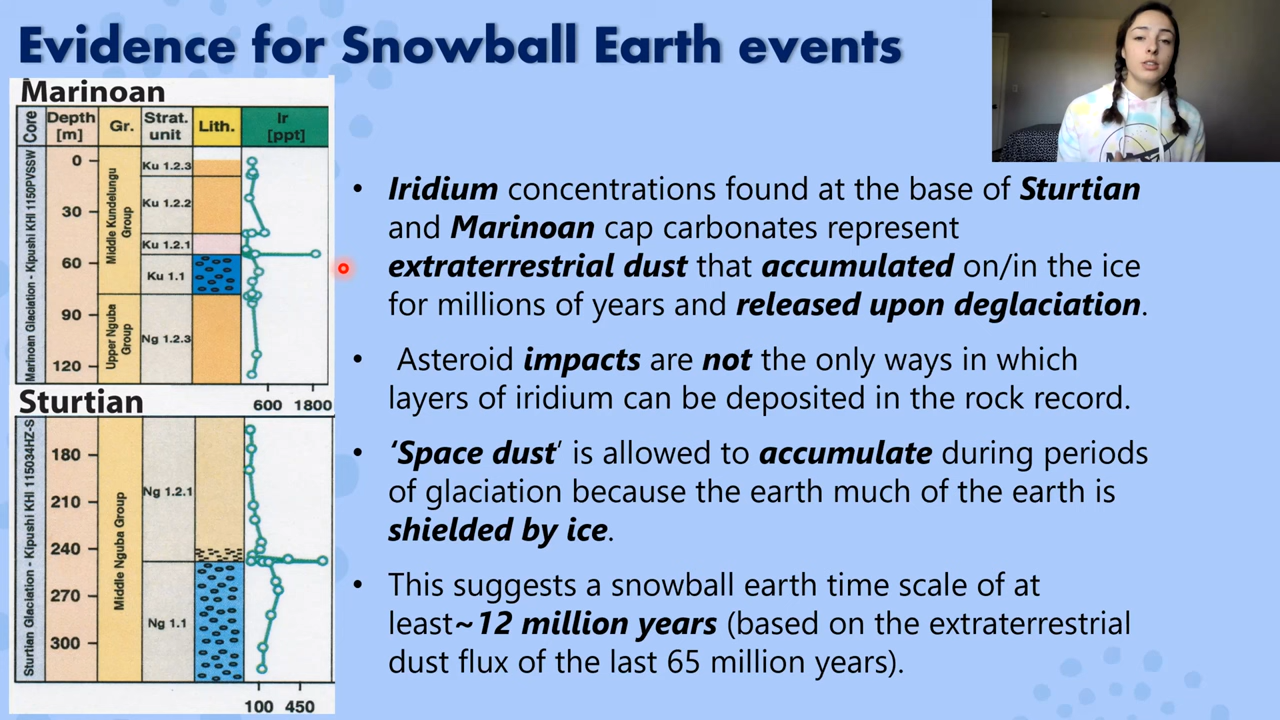 Evidence for Snowball Earth events
Marinoan
Core
Depth [m]
Gr.
Strat. unit
Lith.
Ir [ppt]
Marinoan Glaciation - Kipushi KHI 1150PVSSW
0
30
60
90
120
Middle Kundelungu Group
Upper Nguba Group
Ku 1.2.3
Ku 1.2.2
Ku 1.2.1
Ku 1.1
Ng 1.2.3
600 1800
Sturtian
Sturtian Glaciation - Kipushi KHI 115034HZ-S
180
210
240
270
300
Middle Nguba Group
Ng 1.2.1
Ng 1.1
100 450
• Iridium concentrations found at the base of Sturtian
and Marinoan cap carbonates represent
extraterrestrial dust that accumulated on/in the ice
for millions of years and released upon deglaciation.
• Asteroid impacts are not the only ways in which
layers of iridium can be deposited in the rock record.
• ‘Space dust’ is allowed to accumulate during periods
of glaciation because the earth much of the earth is
shielded by ice.
• This suggests a snowball earth time scale of at
least~12 million years (based on the extraterrestrial
dust flux of the last 65 million years).